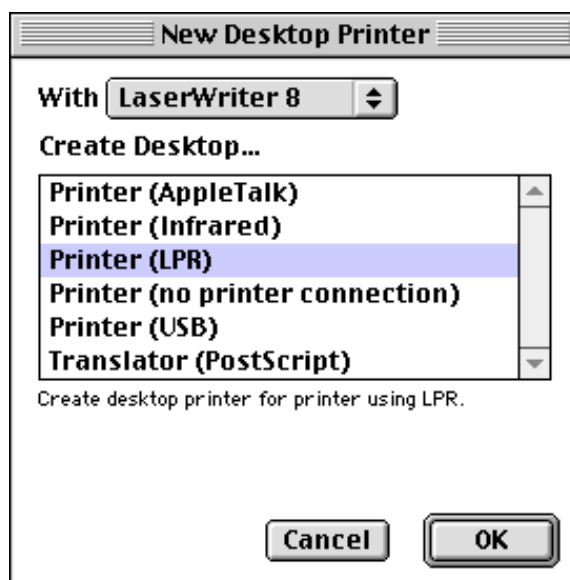 New Desktop Printer
With LaserWriter 8
Create Desktop...
Printer (AppleTalk)
Printer (Infrared)
Printer (LPR)
Printer (no printer connection)
Printer (USB)
Translator (PostScript)
Create desktop printer for printer using LPR.
Cancel OK